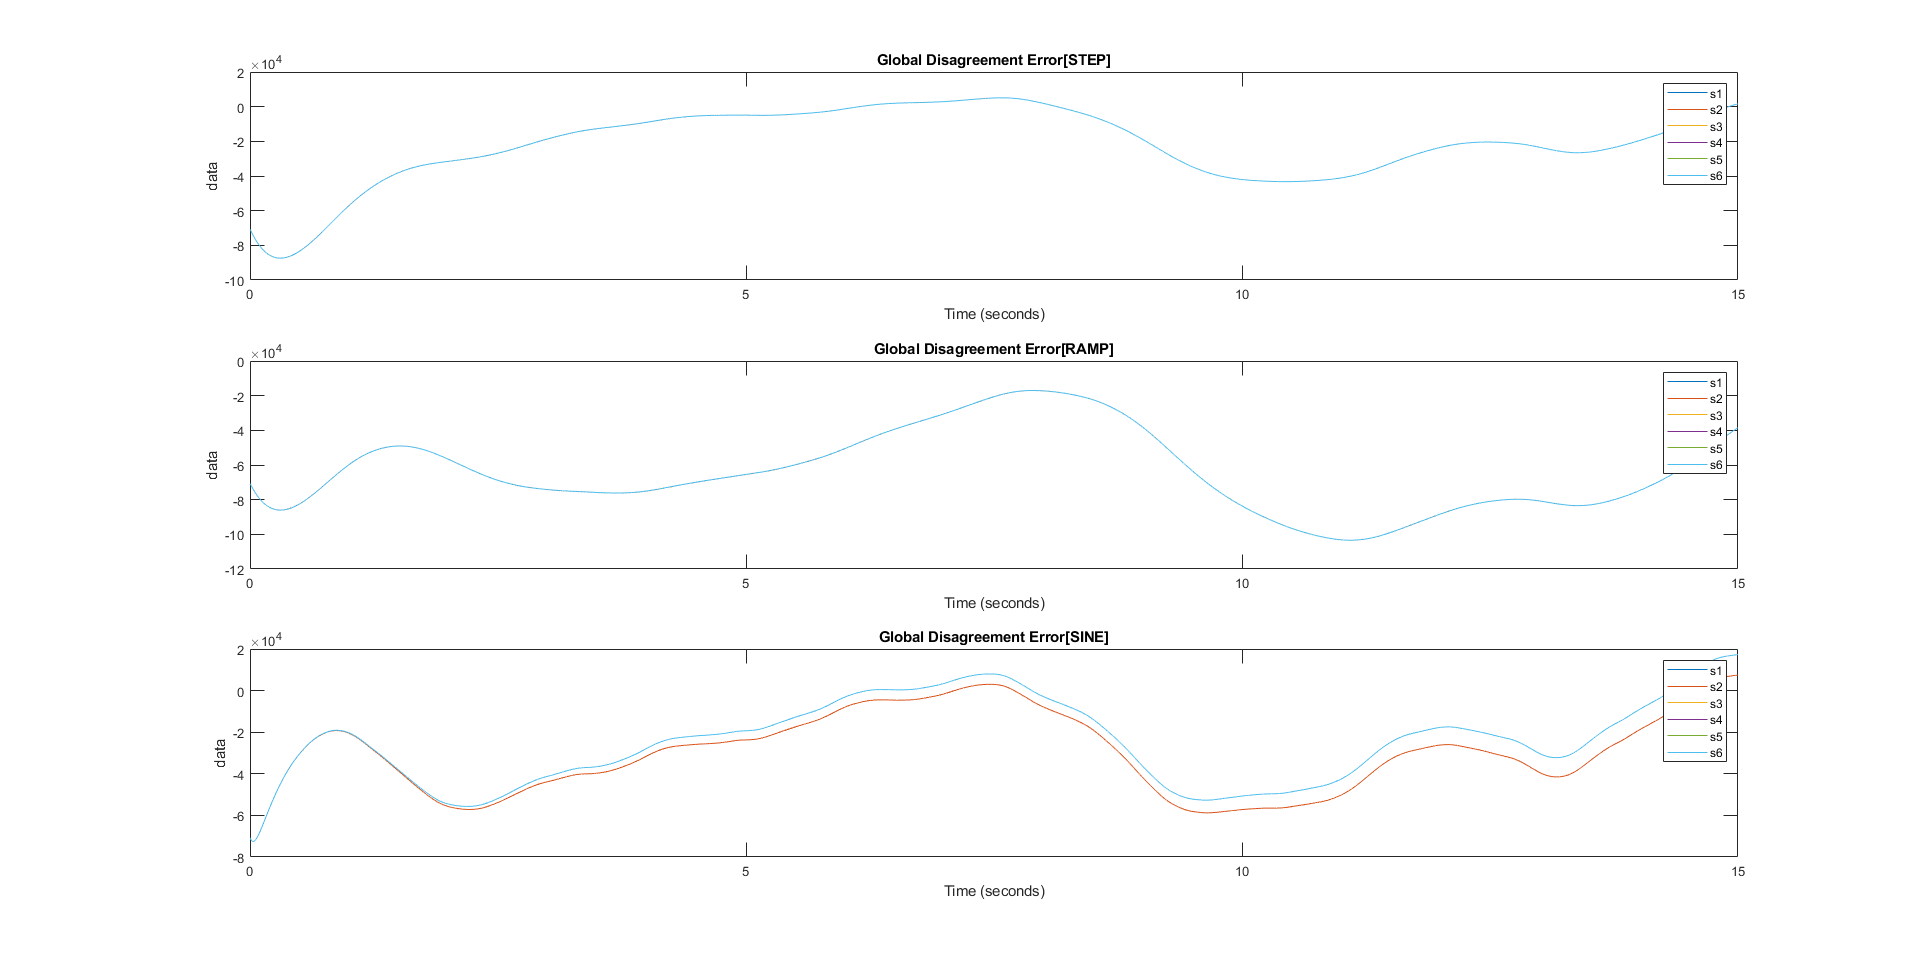 Global Disagreement Error[STEP]
×10^4
2
0
-2
-4
-6
-8
-10
data
0
5
10
15
Time (seconds)
s1
s2
s3
s4
s5
s6
Global Disagreement Error[RAMP]
×10^4
0
-2
-4
-6
-8
-10
-12
data
0
5
10
15
Time (seconds)
s1
s2
s3
s4
s5
s6
Global Disagreement Error[SINE]
×10^4
2
0
-2
-4
-6
-8
data
0
5
10
15
Time (seconds)
s1
s2
s3
s4
s5
s6